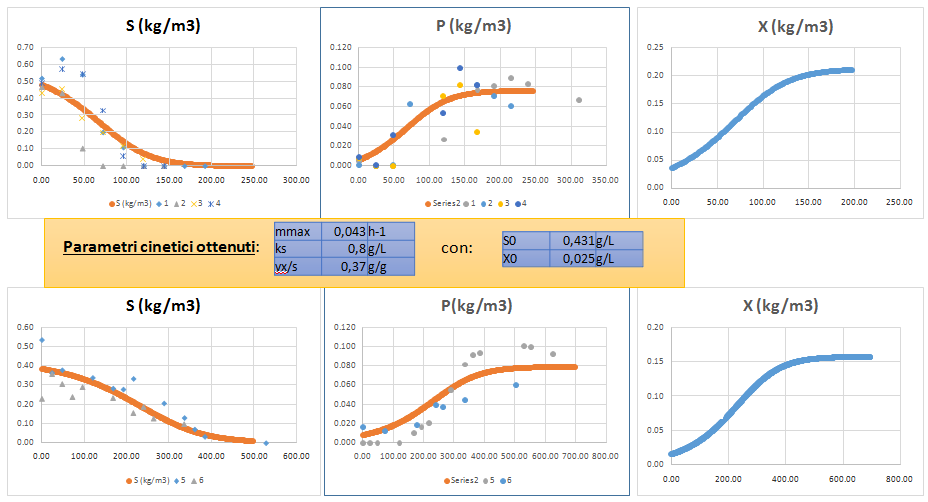 S (kg/m3)
0.70
0.60
0.50
0.40
0.30
0.20
0.10
0.00
0.00 50.00 100.00 150.00 200.00 250.00 300.00
S (kg/m3) 1 2 3 4
P (kg/m3)
0.120
0.100
0.080
0.060
0.040
0.020
0.000
0.00 50.00 100.00 150.00 200.00 250.00 300.00 350.00
Series2 1 2 3 4
X (kg/m3)
0.25
0.20
0.15
0.10
0.05
0.00
0.00 50.00 100.00 150.00 200.00 250.00
Parametri cinetici ottenuti:
mmax 0,043 h-1
ks 0,8 g/L
vx/s 0,37 g/g
con:
S0 0,431 g/L
X0 0,025 g/L
S (kg/m3)
0.60
0.50
0.40
0.30
0.20
0.10
0.00
0.00 100.00 200.00 300.00 400.00 500.00 600.00
S (kg/m3) 5 6
P(kg/m3)
0.120
0.100
0.080
0.060
0.040
0.020
0.000
0.00 100.00 200.00 300.00 400.00 500.00 600.00 700.00 800.00
Series2 5 6
X (kg/m3)
0.20
0.15
0.10
0.05
0.00
0.00 200.00 400.00 600.00 800.00